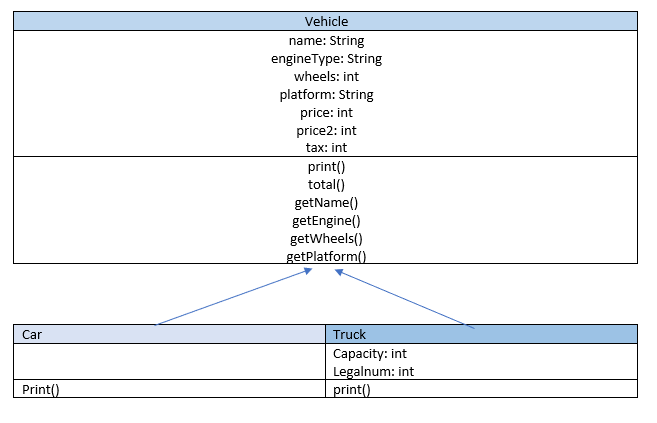 Vehicle
name: String
engineType: String
wheels: int
platform: String
price: int
price2: int
tax: int
print()
total()
getName()
getEngine()
getWheels()
getPlatform()
Car
Truck
Capacity: int
Legalnum: int
Print()
print()